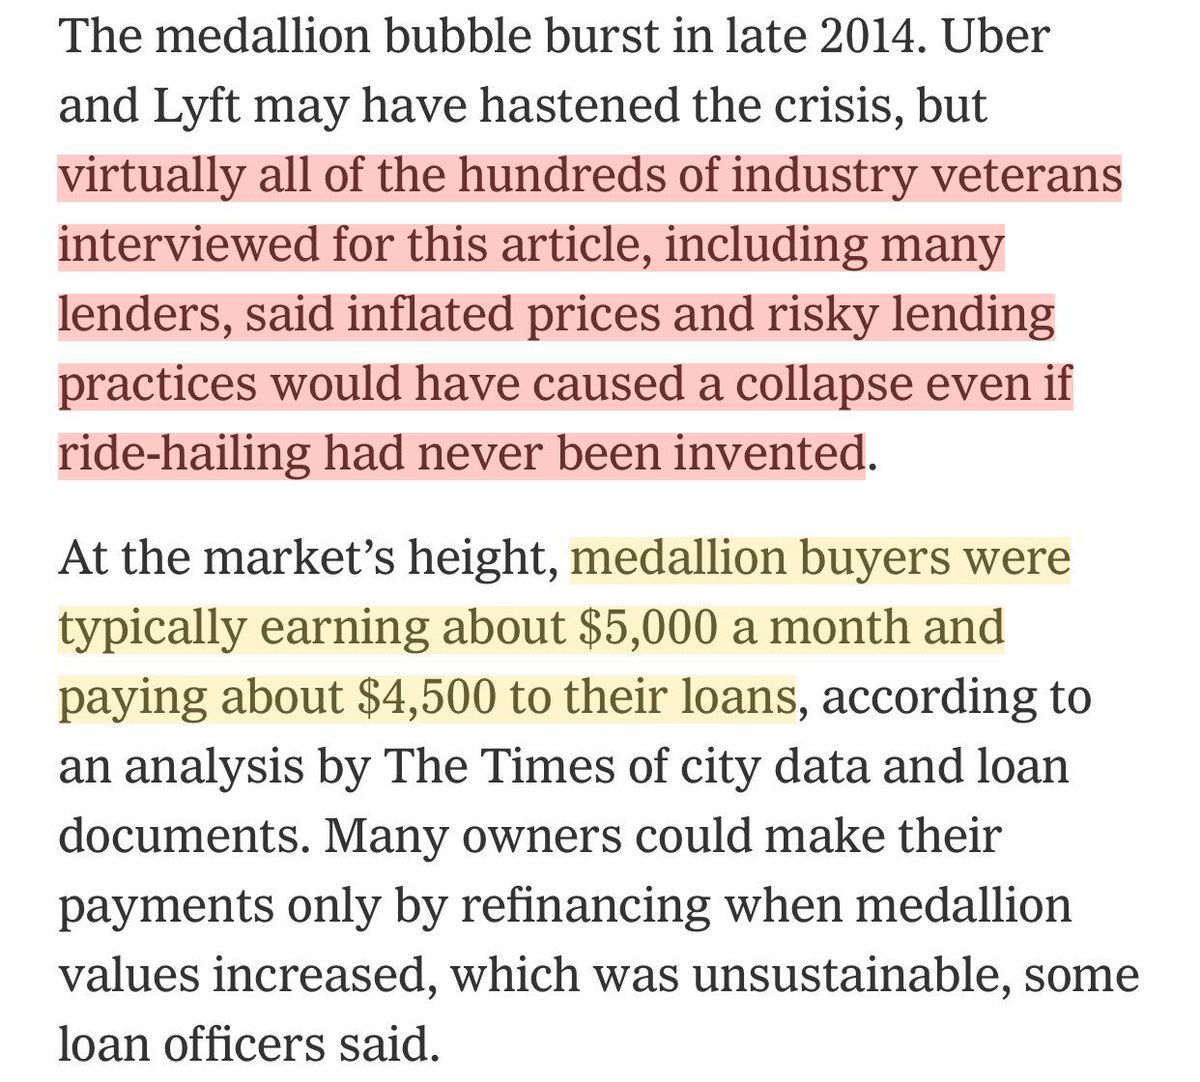 The medallion bubble burst in late 2014. Uber
and Lyft may have hastened the crisis, but
virtually all of the hundreds of industry veterans
interviewed for this article, including many
lenders, said inflated prices and risky lending
practices would have caused a collapse even if
ride-hailing had never been invented.
At the market’s height, medallion buyers were
typically earning about $5,000 a month and
paying about $4,500 to their loans, according to
an analysis by The Times of city data and loan
documents. Many owners could make their
payments only by refinancing when medallion
values increased, which was unsustainable, some
loan officers said.